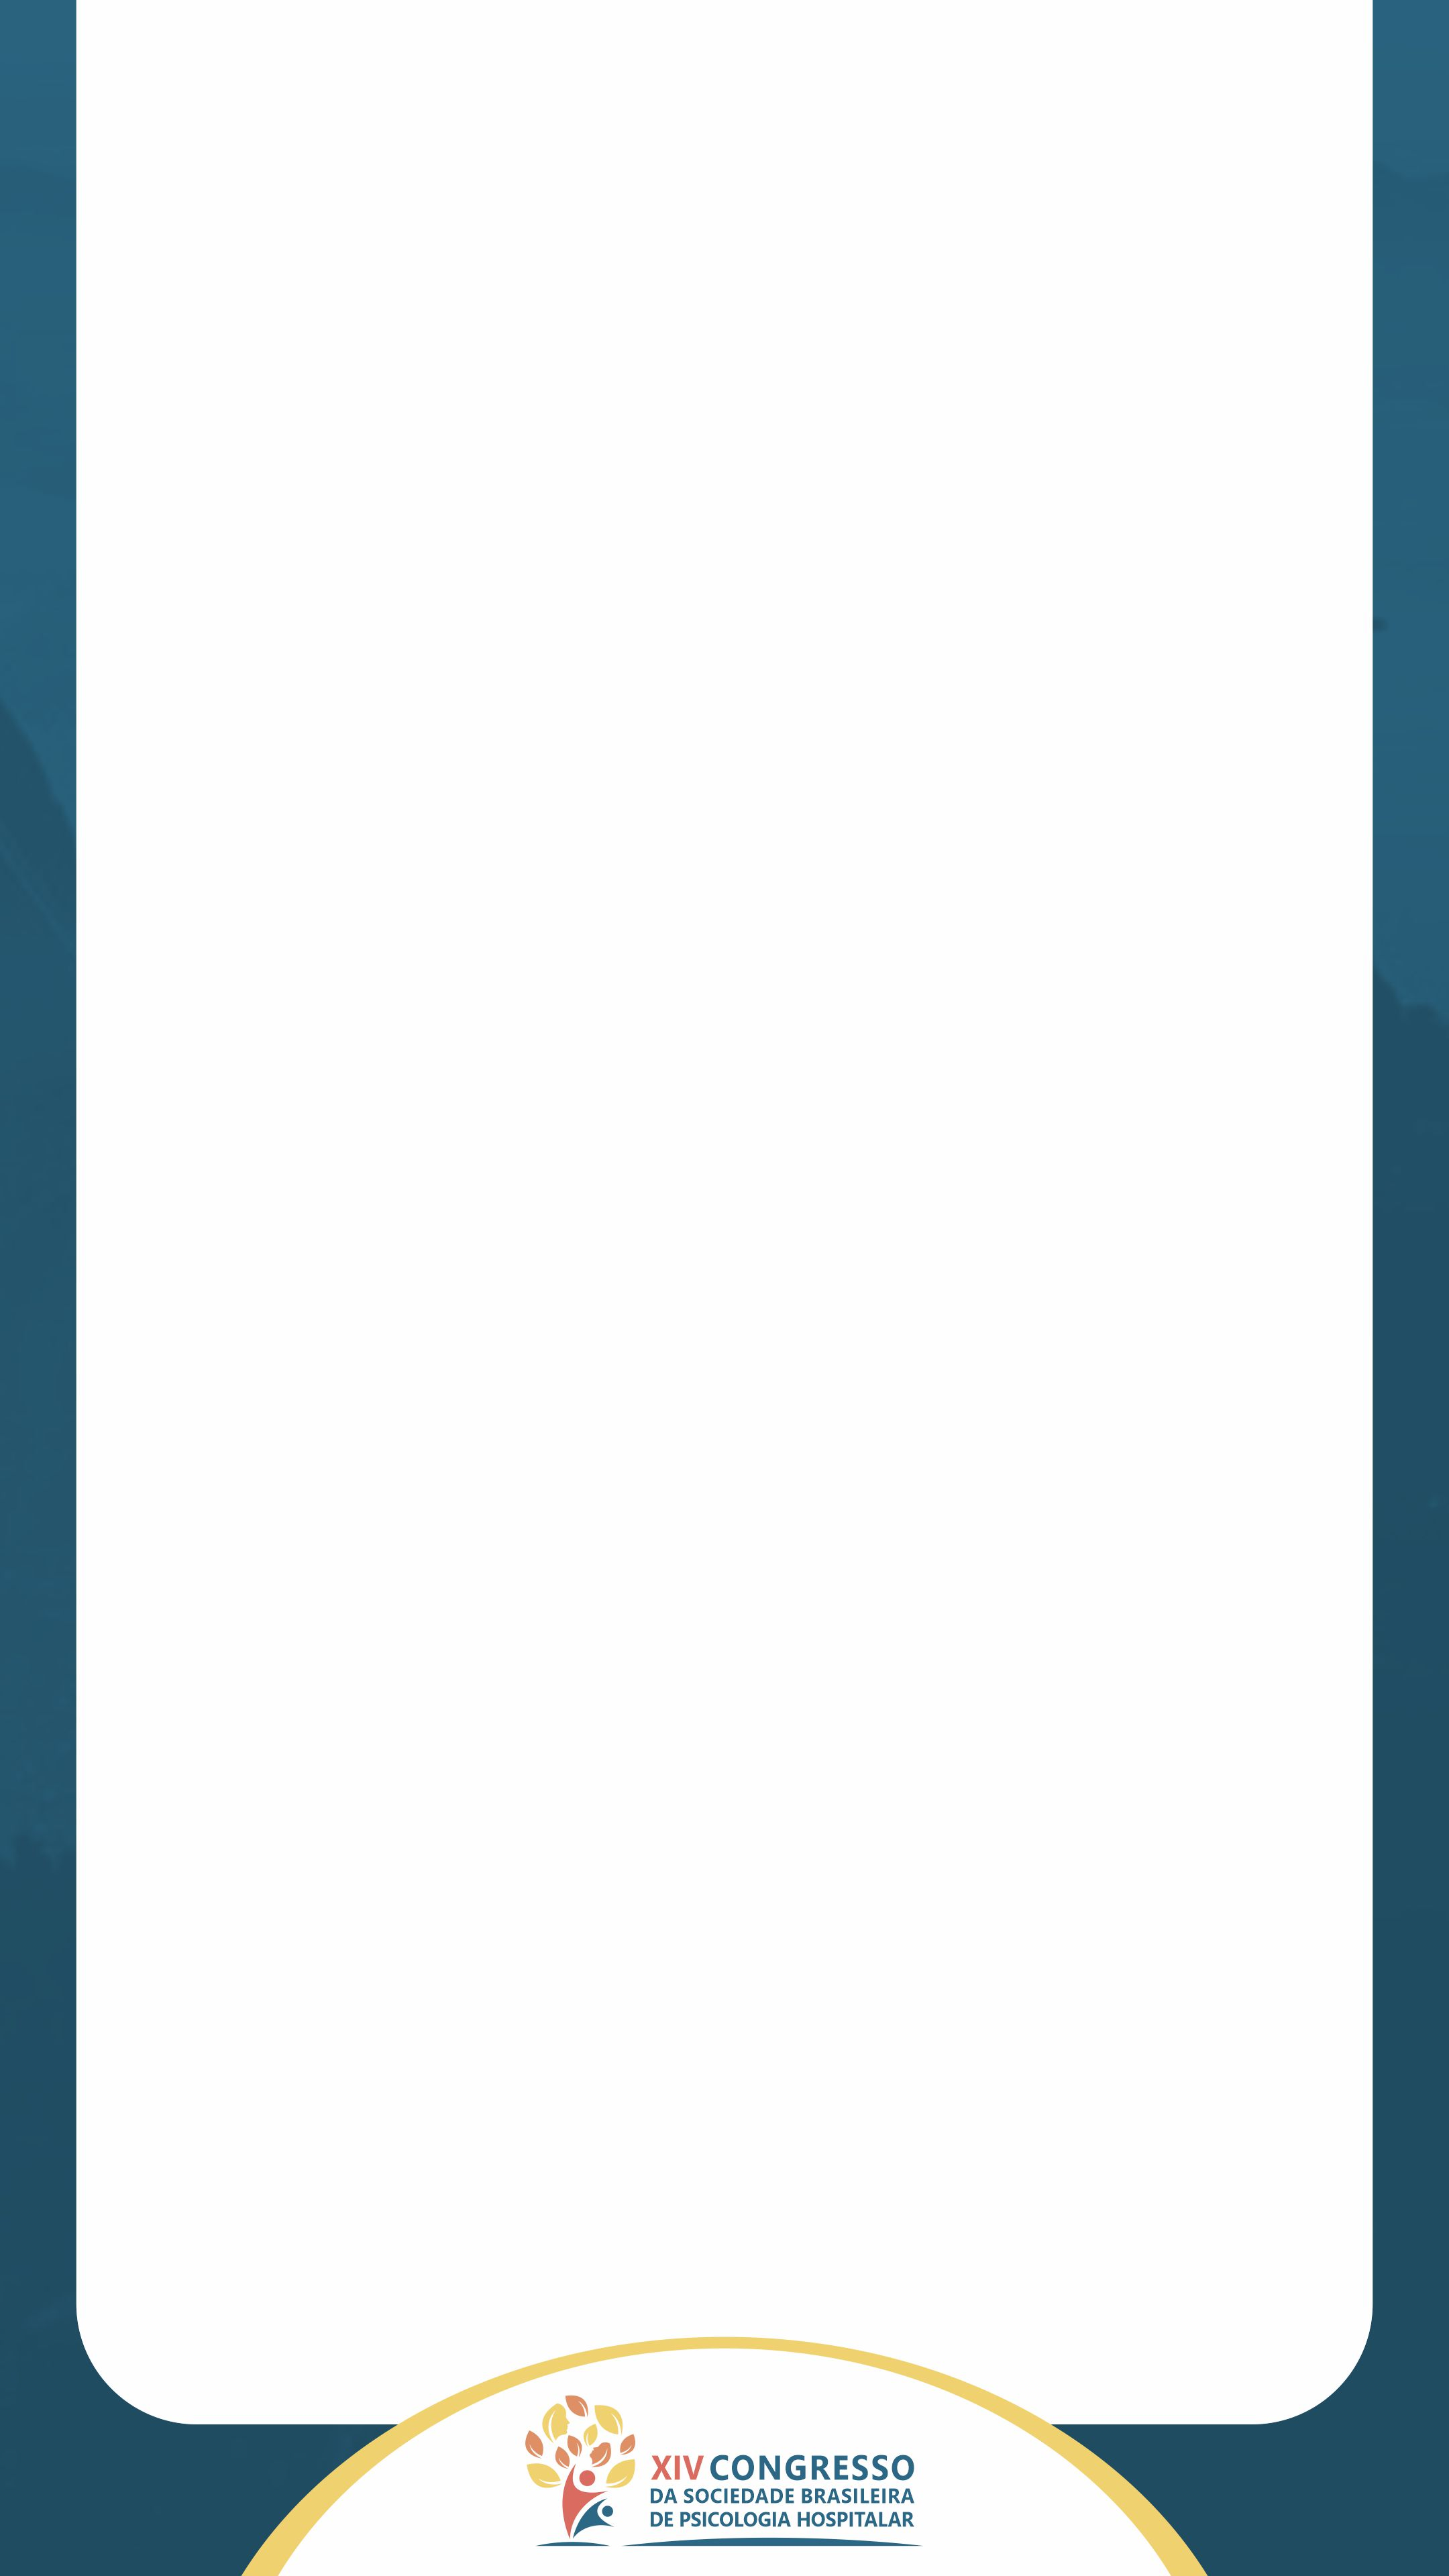 XIV CONGRESSO
DA SOCIEDADE BRASILEIRA
DE PSICOLOGIA HOSPITALAR